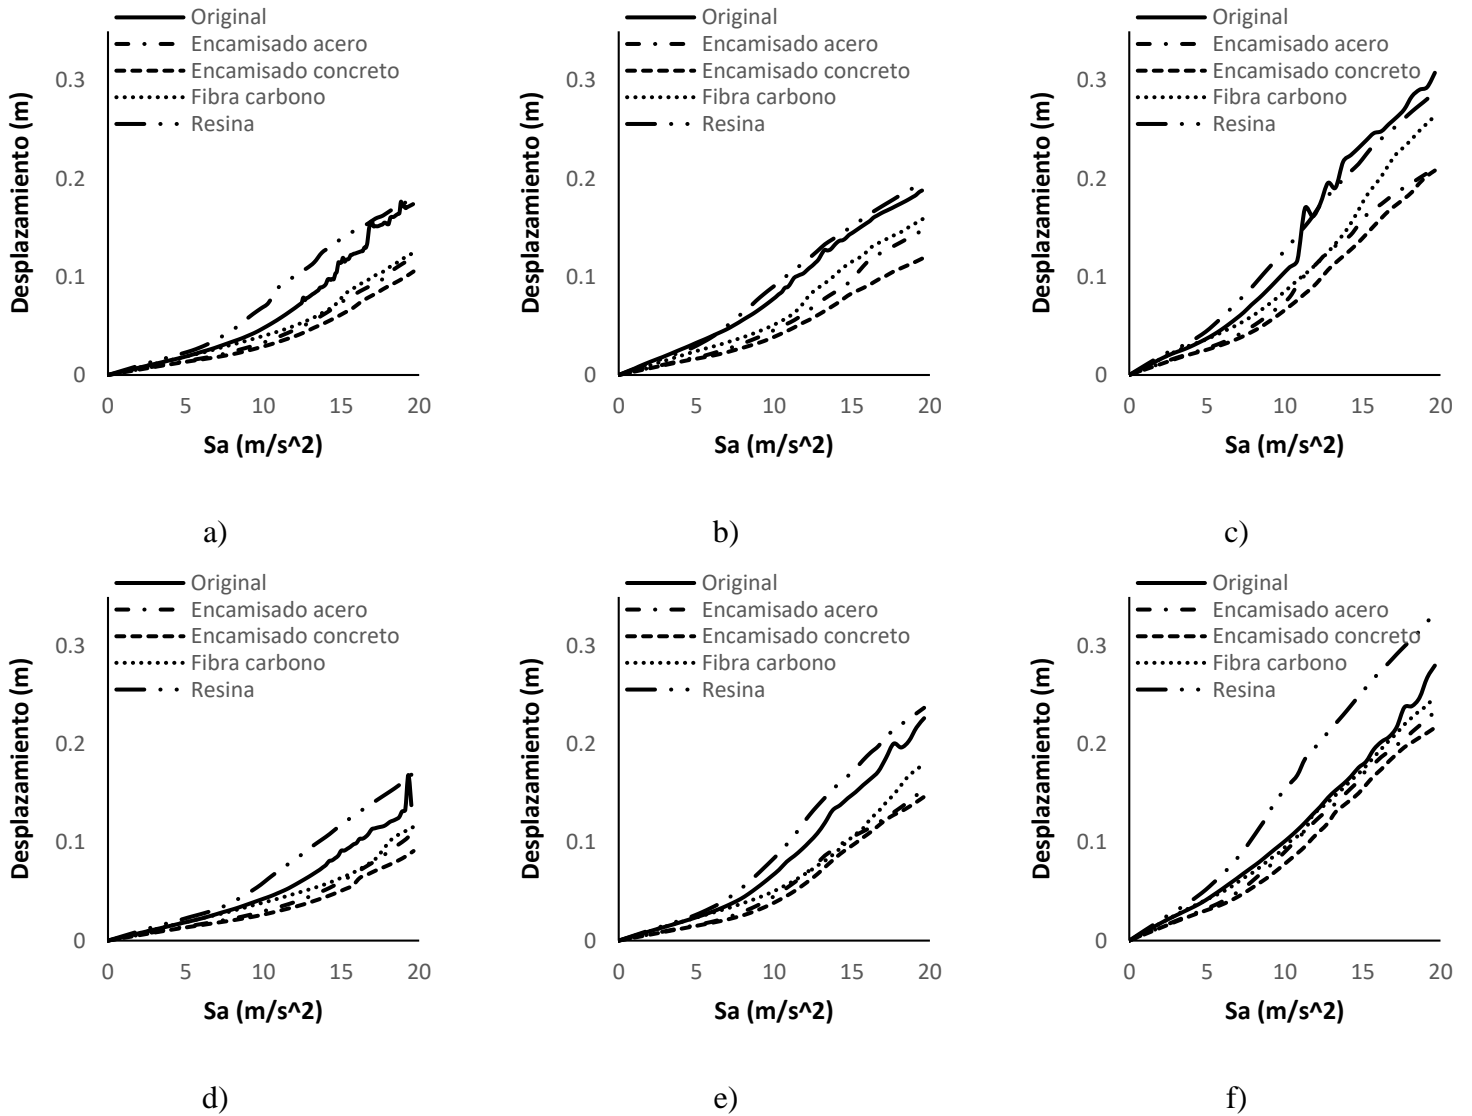 Original
Encamisado acero
Encamisado concreto
Fibra carbono
Resina
Desplazamiento (m)
0.3
0.2
0.1
0
0 5 10 15 20
Sa (m/s^2)
a)
Original
Encamisado acero
Encamisado concreto
Fibra carbono
Resina
Desplazamiento (m)
0.3
0.2
0.1
0
0 5 10 15 20
Sa (m/s^2)
b)
Original
Encamisado acero
Encamisado concreto
Fibra carbono
Resina
Desplazamiento (m)
0.3
0.2
0.1
0
0 5 10 15 20
Sa (m/s^2)
c)
Original
Encamisado acero
Encamisado concreto
Fibra carbono
Resina
Desplazamiento (m)
0.3
0.2
0.1
0
0 5 10 15 20
Sa (m/s^2)
d)
Original
Encamisado acero
Encamisado concreto
Fibra carbono
Resina
Desplazamiento (m)
0.3
0.2
0.1
0
0 5 10 15 20
Sa (m/s^2)
e)
Original
Encamisado acero
Encamisado concreto
Fibra carbono
Resina
Desplazamiento (m)
0.3
0.2
0.1
0
0 5 10 15 20
Sa (m/s^2)
f)